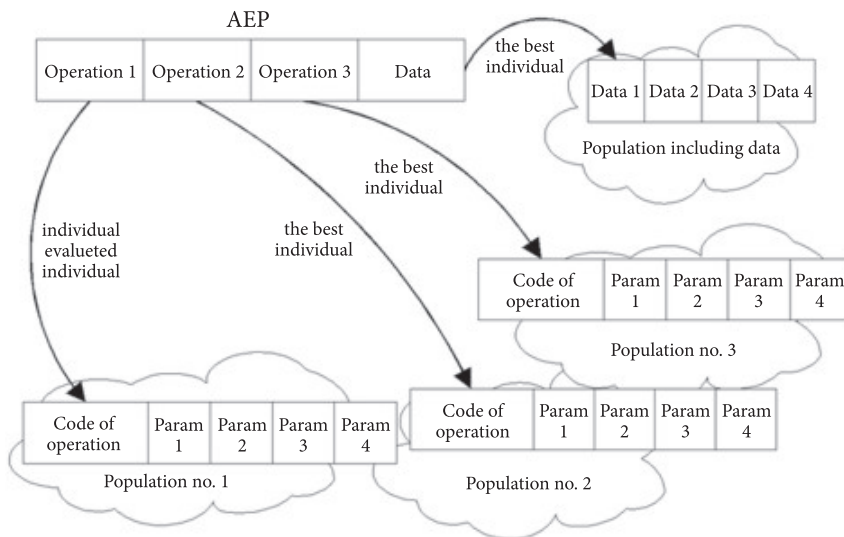 AEP
Operation 1 Operation 2 Operation 3 Data
the best
individual
Data 1 Data 2 Data 3 Data 4
Population including data
the best
individual
individual
evalueted
individual
the best
individual
Code of
operation
Param
1
Param
2
Param
3
Param
4
Population no. 3
Code of
operation
Param
1
Param
2
Param
3
Param
4
Population no. 1
Code of
operation
Param
1
Param
2
Param
3
Param
4
Population no. 2